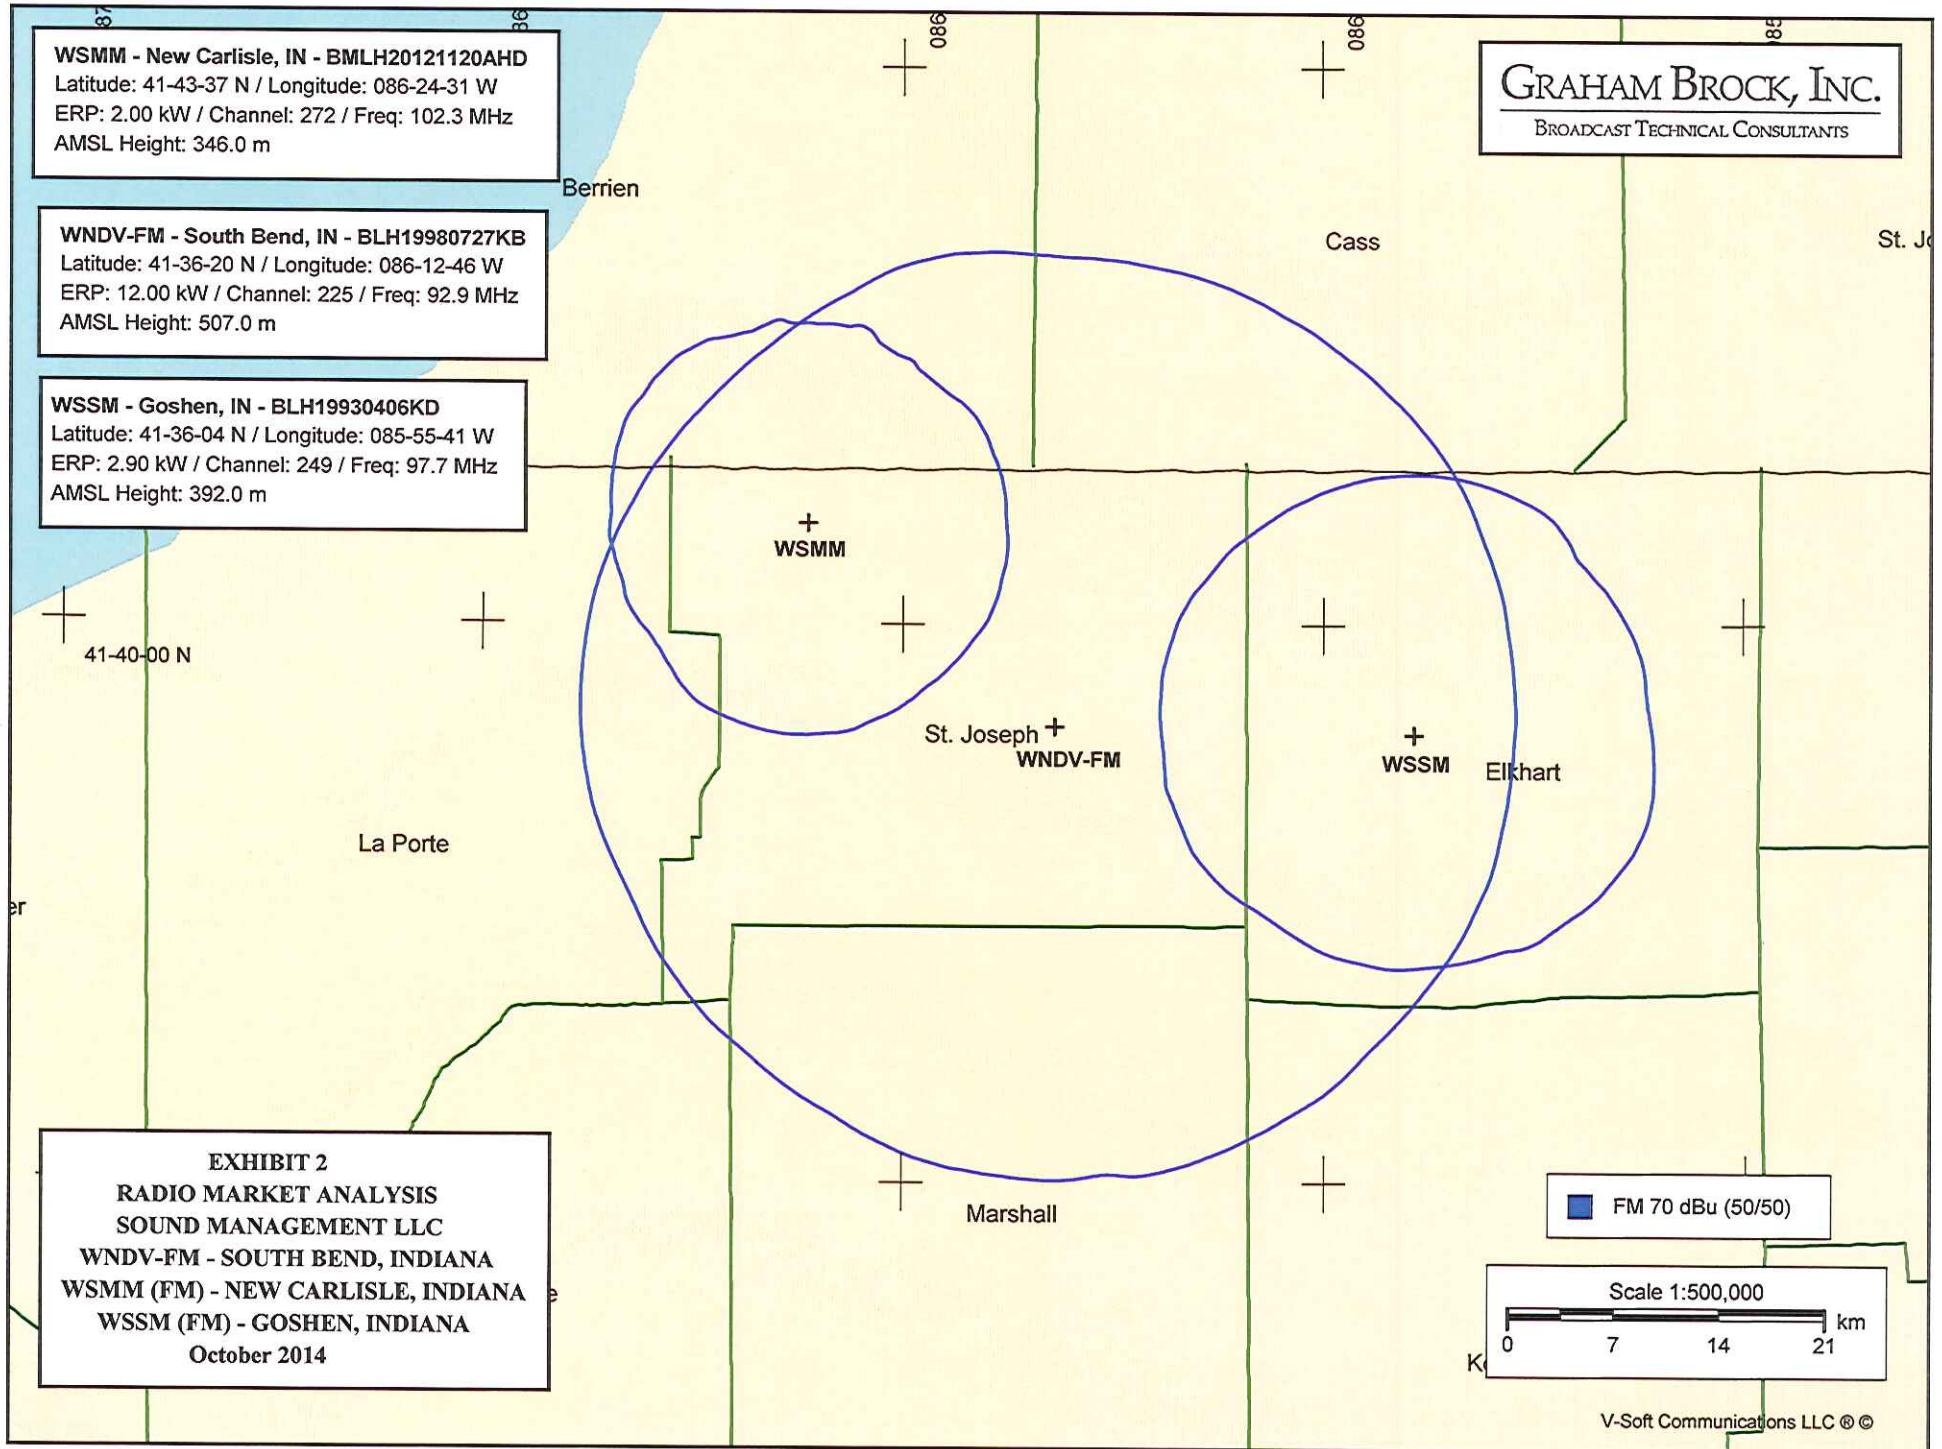 WSMM - New Carlisle, IN - BMLH20121120AHD
Latitude: 41-43-37 N / Longitude: 086-24-31 W
ERP: 2.00 kW / Channel: 272 / Freq: 102.3 MHz
AMSL Height: 346.0 m
WNDV-FM - South Bend, IN - BLH19980727KB
Latitude: 41-36-20 N / Longitude: 086-12-46 W
ERP: 12.00 kW / Channel: 225 / Freq: 92.9 MHz
AMSL Height: 507.0 m
WSSM - Goshen, IN - BLH19930406KD
Latitude: 41-36-04 N / Longitude: 085-55-41 W
ERP: 2.90 kW / Channel: 249 / Freq: 97.7 MHz
AMSL Height: 392.0 m
086
086
GRAHAM BROCK, INC.
BROADCAST TECHNICAL CONSULTANTS
Berrien
Cass
WSMM
41-40-00 N
St. Joseph
WNDV-FM
WSSM
Elkhart
La Porte
Marshall
EXHIBIT 2
RADIO MARKET ANALYSIS
SOUND MANAGEMENT LLC
WNDV-FM - SOUTH BEND, INDIANA
WSMM (FM) - NEW CARLISLE, INDIANA
WSSM (FM) - GOSHEN, INDIANA
October 2014
FM 70 dBu (50/50)
Scale 1:500,000
km
0 7 14 21
V-Soft Communications LLC ® ©